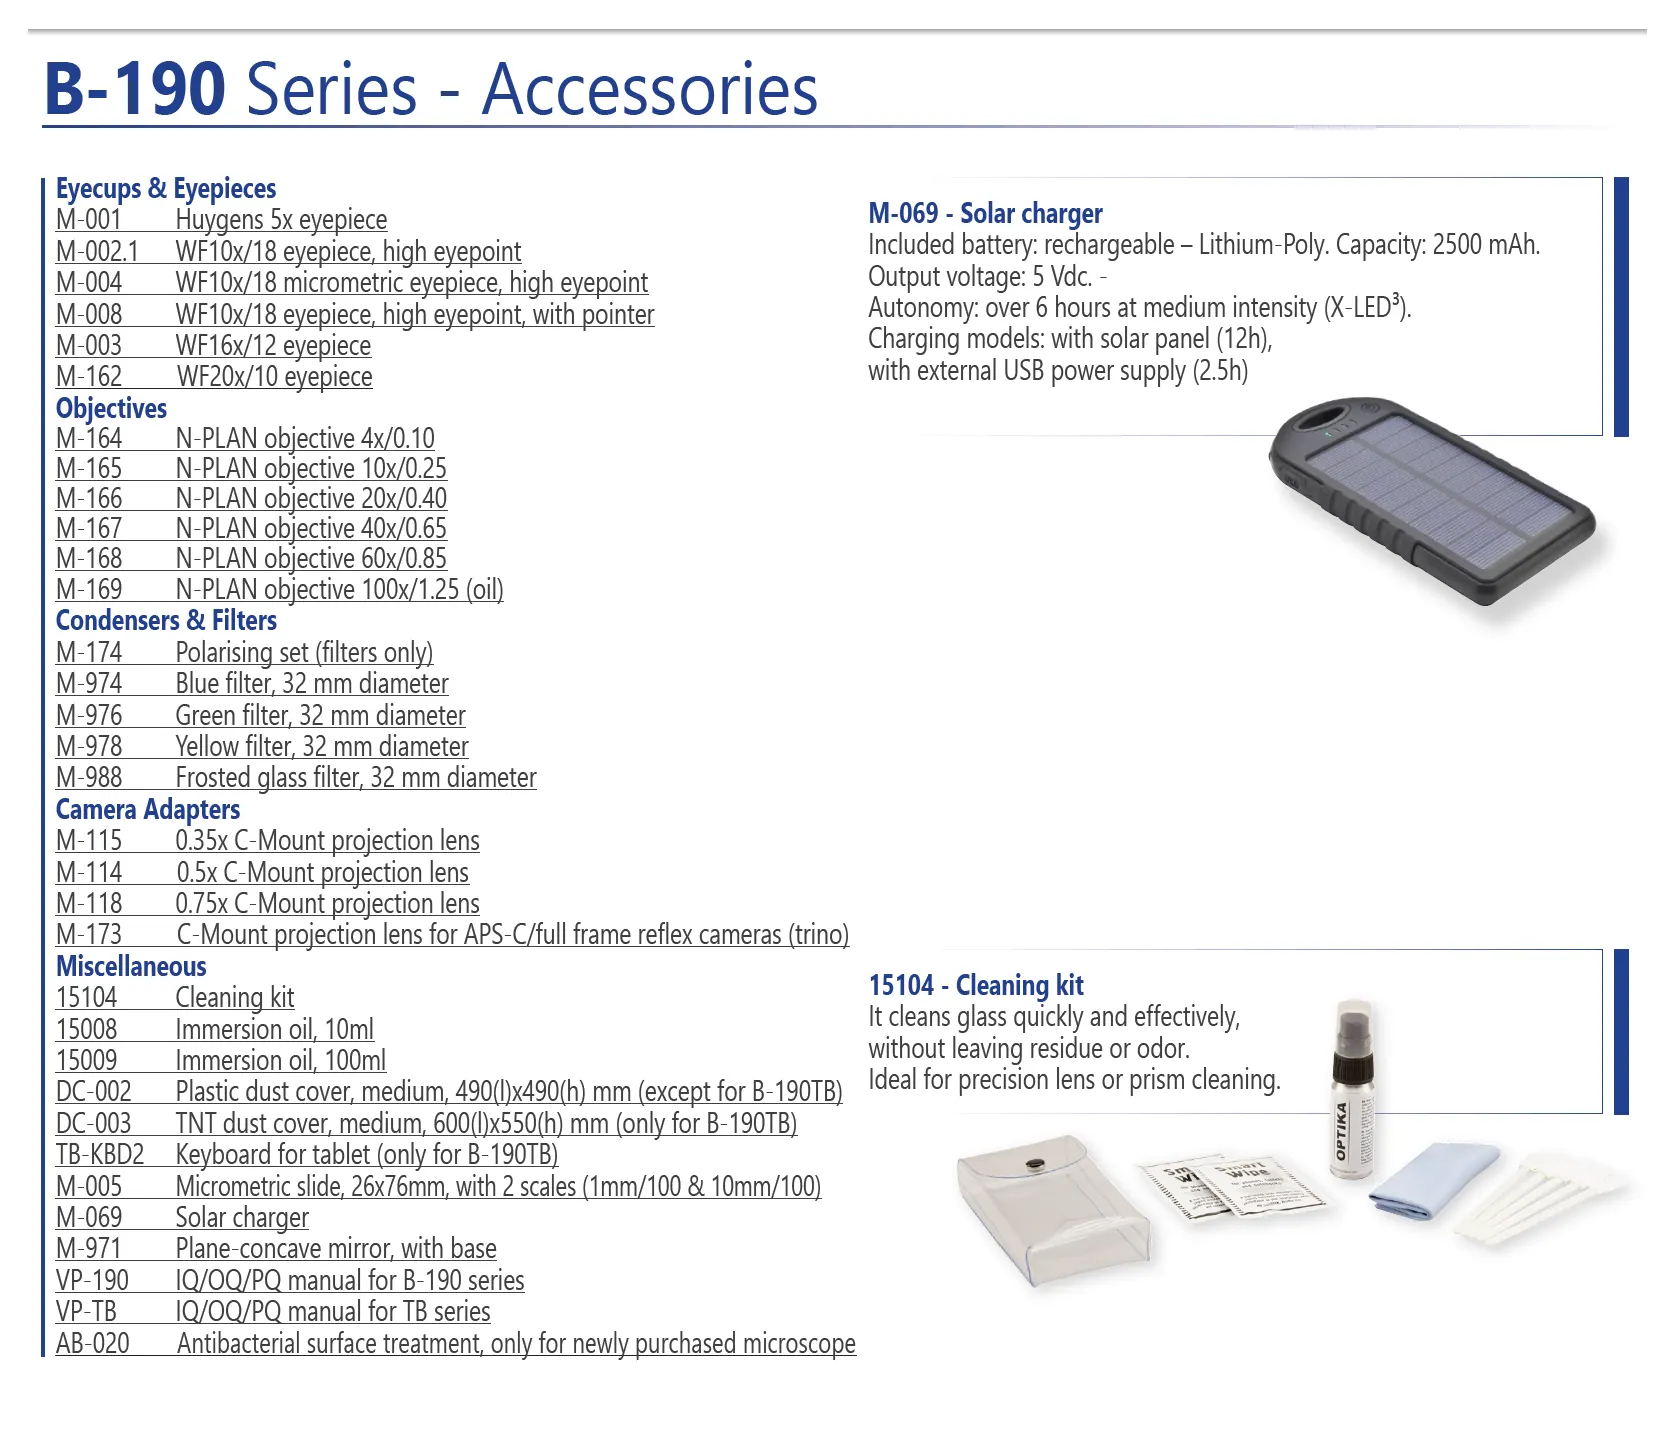 B-190 Series - Accessories
Eyecups & Eyepieces
M-001 Huygens 5x eyepiece
M-002.1 WF10x/18 eyepiece, high eyepoint
M-004 WF10x/18 micrometric eyepiece, high eyepoint
M-008 WF10x/18 eyepiece, high eyepoint, with pointer
M-003 WF16x/12 eyepiece
M-162 WF20x/10 eyepiece
Objectives
M-164 N-PLAN objective 4x/0.10
M-165 N-PLAN objective 10x/0.25
M-166 N-PLAN objective 20x/0.40
M-167 N-PLAN objective 40x/0.65
M-168 N-PLAN objective 60x/0.85
M-169 N-PLAN objective 100x/1.25 (oil)
Condensers & Filters
M-174 Polarising set (filters only)
M-974 Blue filter, 32 mm diameter
M-976 Green filter, 32 mm diameter
M-978 Yellow filter, 32 mm diameter
M-988 Frosted glass filter, 32 mm diameter
Camera Adapters
M-115 0.35x C-Mount projection lens
M-114 0.5x C-Mount projection lens
M-118 0.75x C-Mount projection lens
M-173 C-Mount projection lens for APS-C/full frame reflex cameras (trino)
Miscellaneous
15104 Cleaning kit
15008 Immersion oil, 10ml
15009 Immersion oil, 100ml
DC-002 Plastic dust cover, medium, 490(l)x490(h) mm (except for B-190TB)
DC-003 TNT dust cover, medium, 600(l)x550(h) mm (only for B-190TB)
TB-KBD2 Keyboard for tablet (only for B-190TB)
M-005 Micrometric slide, 26x76mm, with 2 scales (1mm/100 & 10mm/100)
M-069 Solar charger
M-971 Plane-concave mirror, with base
VP-190 IQ/OQ/PQ manual for B-190 series
VP-TB IQ/OQ/PQ manual for TB series
AB-020 Antibacterial surface treatment, only for newly purchased microscope
M-069 - Solar charger
Included battery: rechargeable – Lithium-Poly. Capacity: 2500 mAh.
Output voltage: 5 Vdc. -
Autonomy: over 6 hours at medium intensity (X-LED³).
Charging models: with solar panel (12h),
with external USB power supply (2.5h)
15104 - Cleaning kit
It cleans glass quickly and effectively,
without leaving residue or odor.
Ideal for precision lens or prism cleaning.
OPTIKA
Smart
Wipe